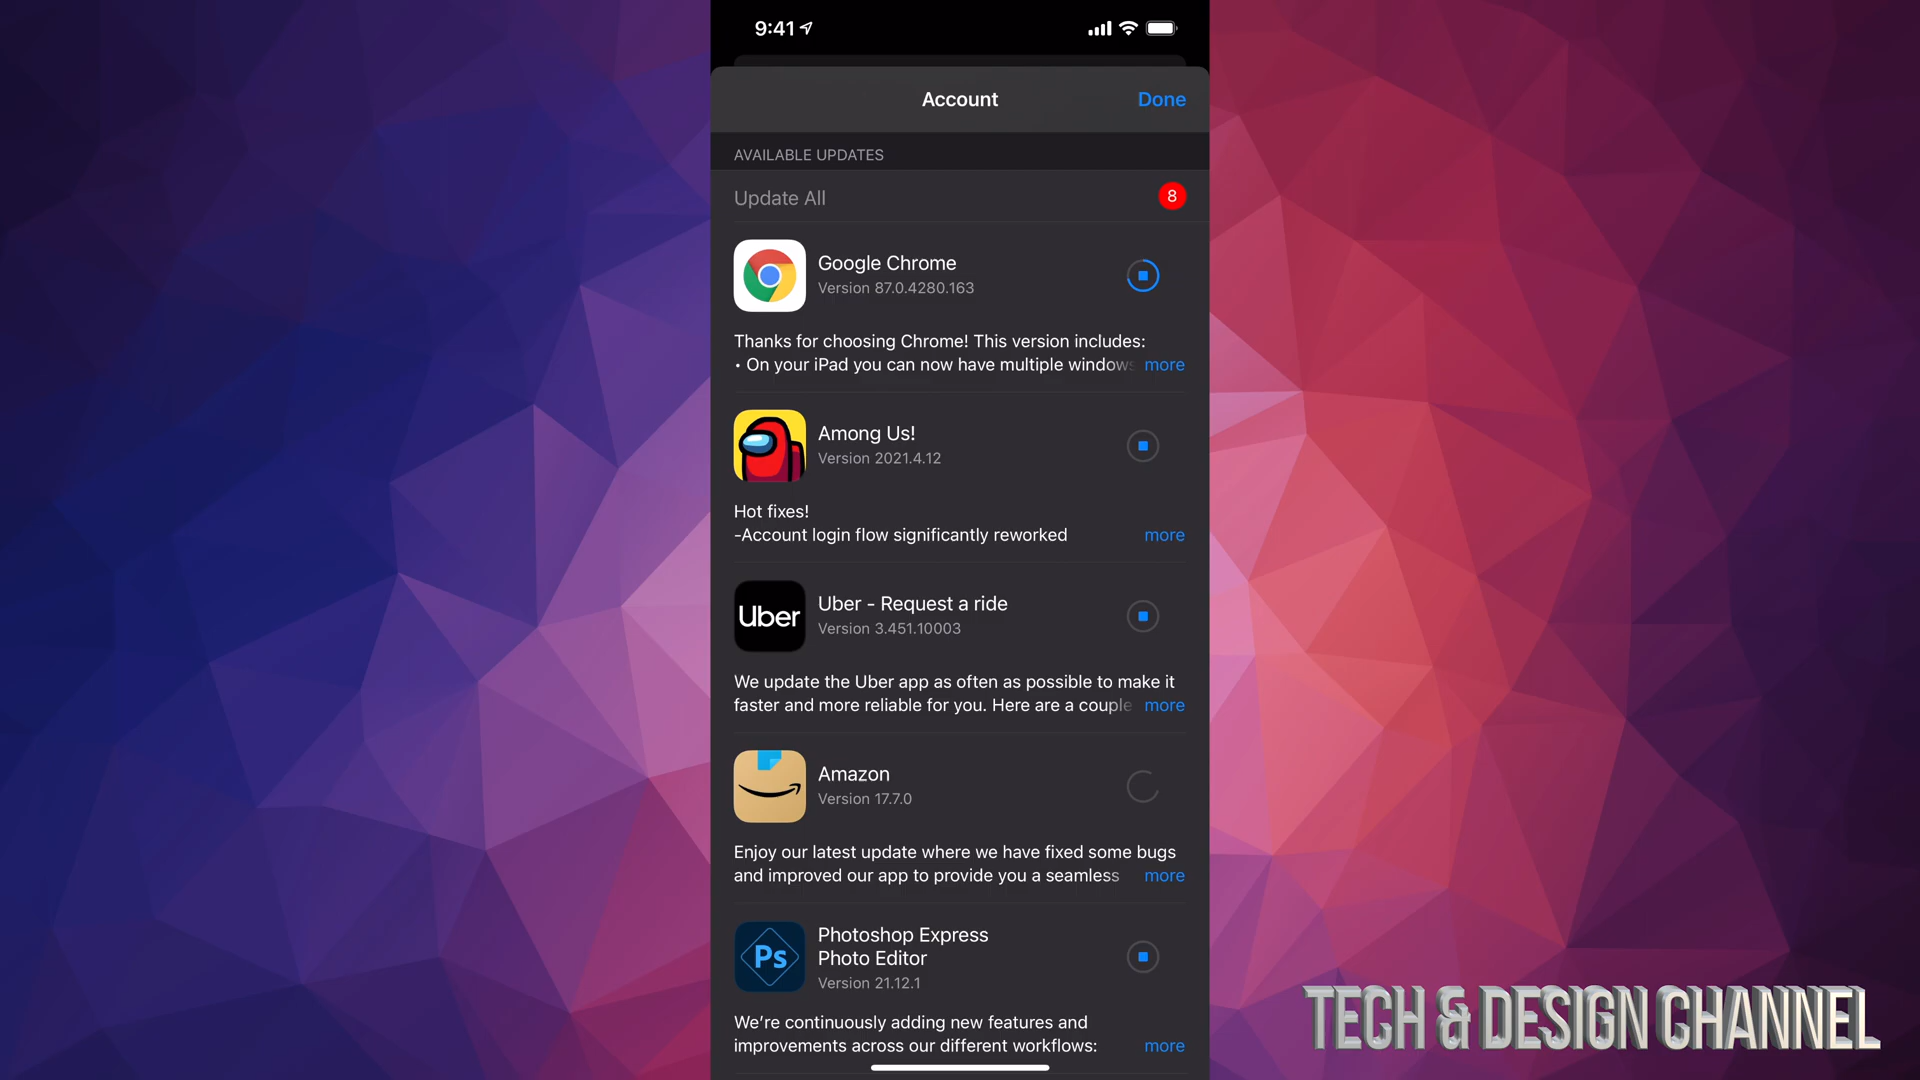 9:41
Account
Done
AVAILABLE UPDATES
Update All
8
Google Chrome
Version 87.0.4280.163
Thanks for choosing Chrome! This version includes:
• On your iPad you can now have multiple windows more
Among Us!
Version 2021.4.12
Hot fixes!
-Account login flow significantly reworked more
Uber
Uber - Request a ride
Version 3.451.10003
We update the Uber app as often as possible to make it
faster and more reliable for you. Here are a couple more
Amazon
Version 17.7.0
Enjoy our latest update where we have fixed some bugs
and improved our app to provide you a seamless more
Ps
Photoshop Express
Photo Editor
Version 21.12.1
We're continuously adding new features and
improvements across our different workflows: more
TECH & DESIGN CHANNEL